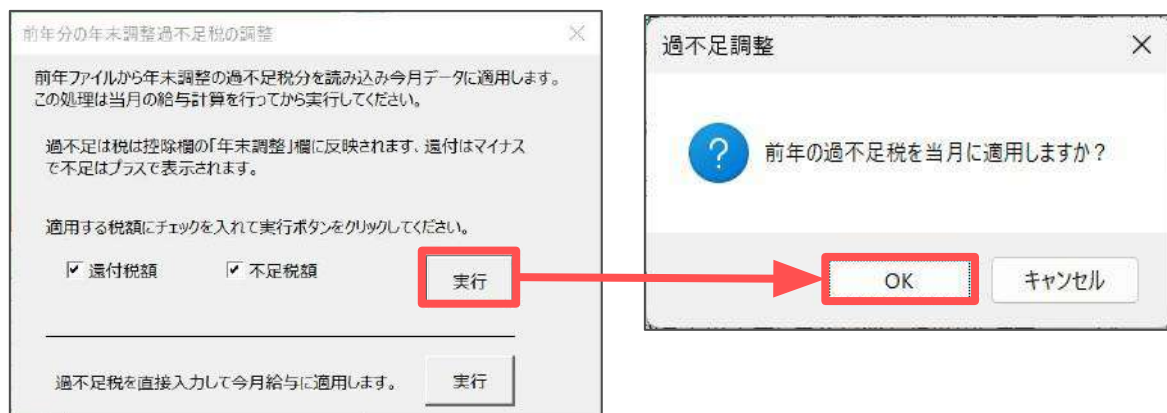 前年分の年末調整過不足税の調整
前年ファイルから年末調整の過不足税分を読み込み今月データに適用します。
この処理は当月の給与計算を行ってから実行してください。
過不足は税は控除欄の「年末調整」欄に反映されます、還付はマイナス
で不足はプラスで表示されます。
適用する税額にチェックを入れて実行ボタンをクリックしてください。
還付税額 不足税額
実行
過不足税を直接入力して今月給与に適用します。
実行
過不足調整
前年の過不足税を当月に適用しますか？
OK キャンセル